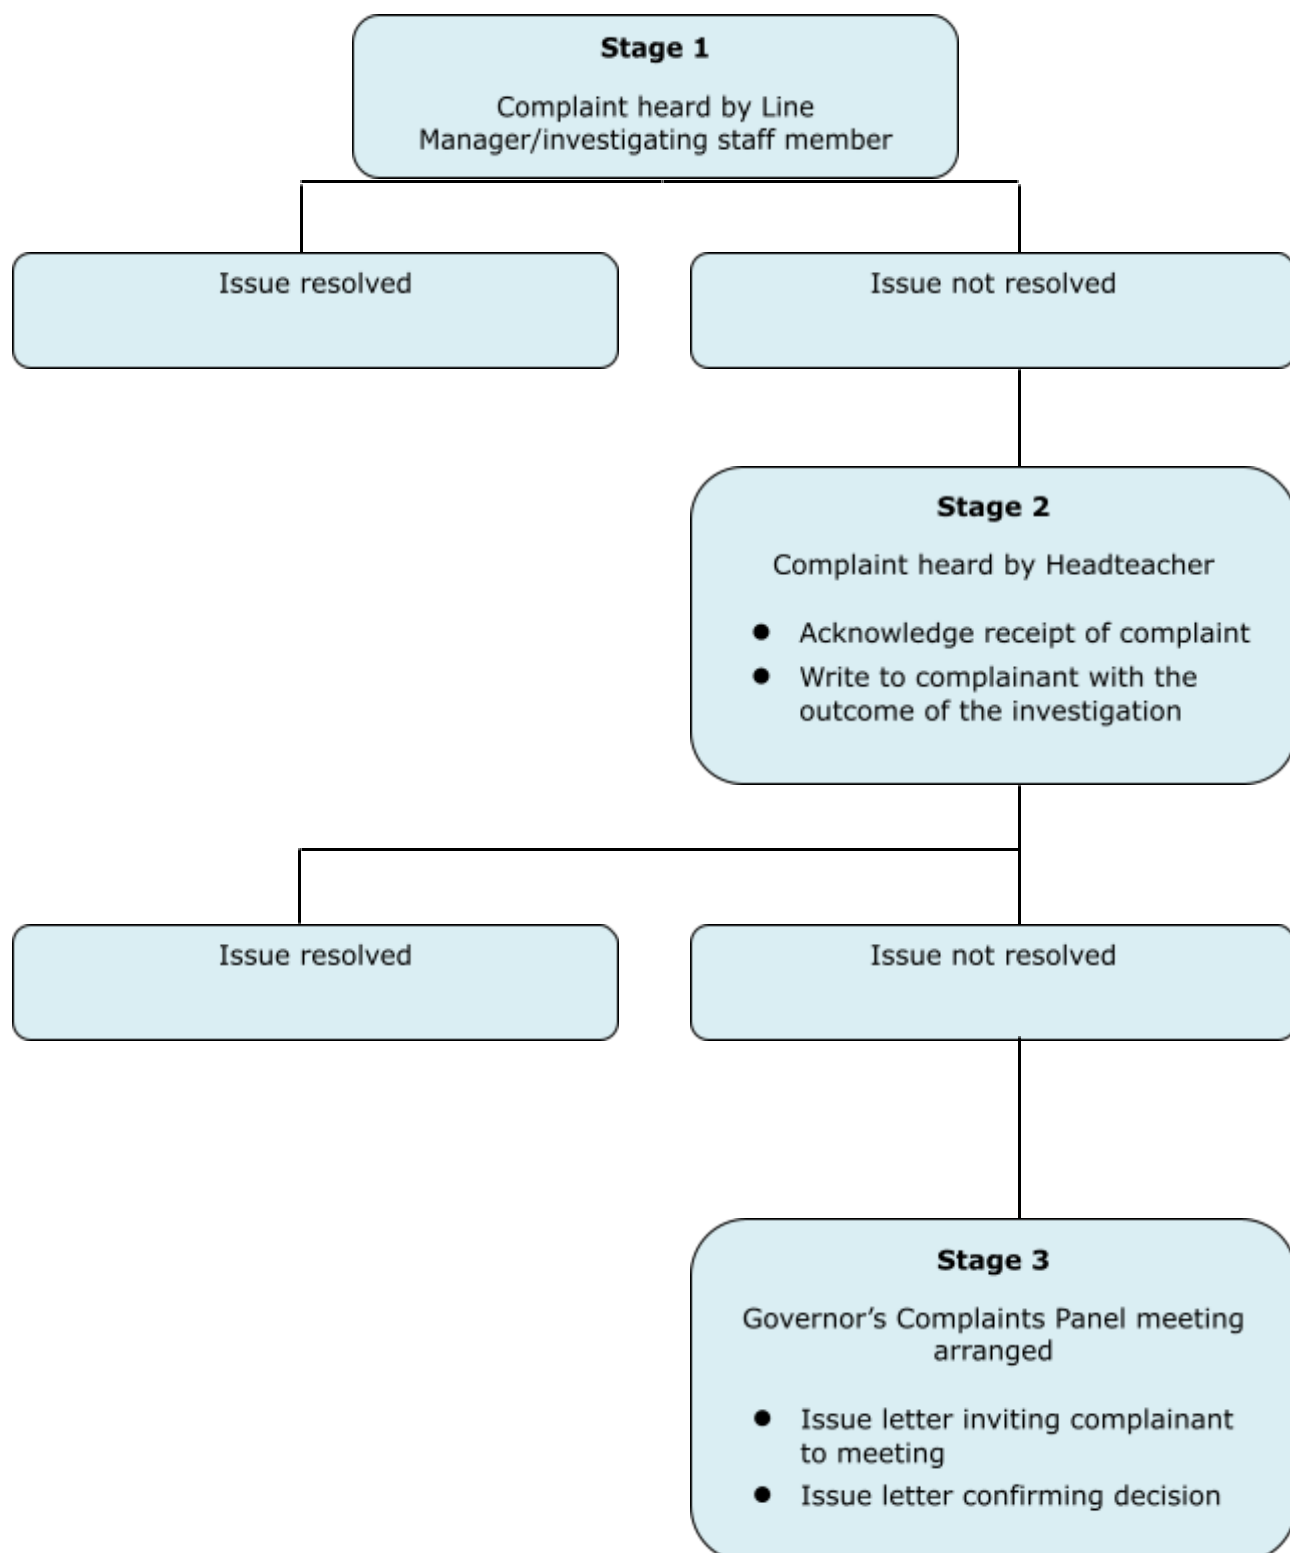 Stage 1
Complaint heard by Line
Manager/investigating staff member
Issue resolved
Issue not resolved
Stage 2
Complaint heard by Headteacher
● Acknowledge receipt of complaint
● Write to complainant with the
outcome of the investigation
Issue resolved
Issue not resolved
Stage 3
Governor’s Complaints Panel meeting
arranged
● Issue letter inviting complainant
to meeting
● Issue letter confirming decision